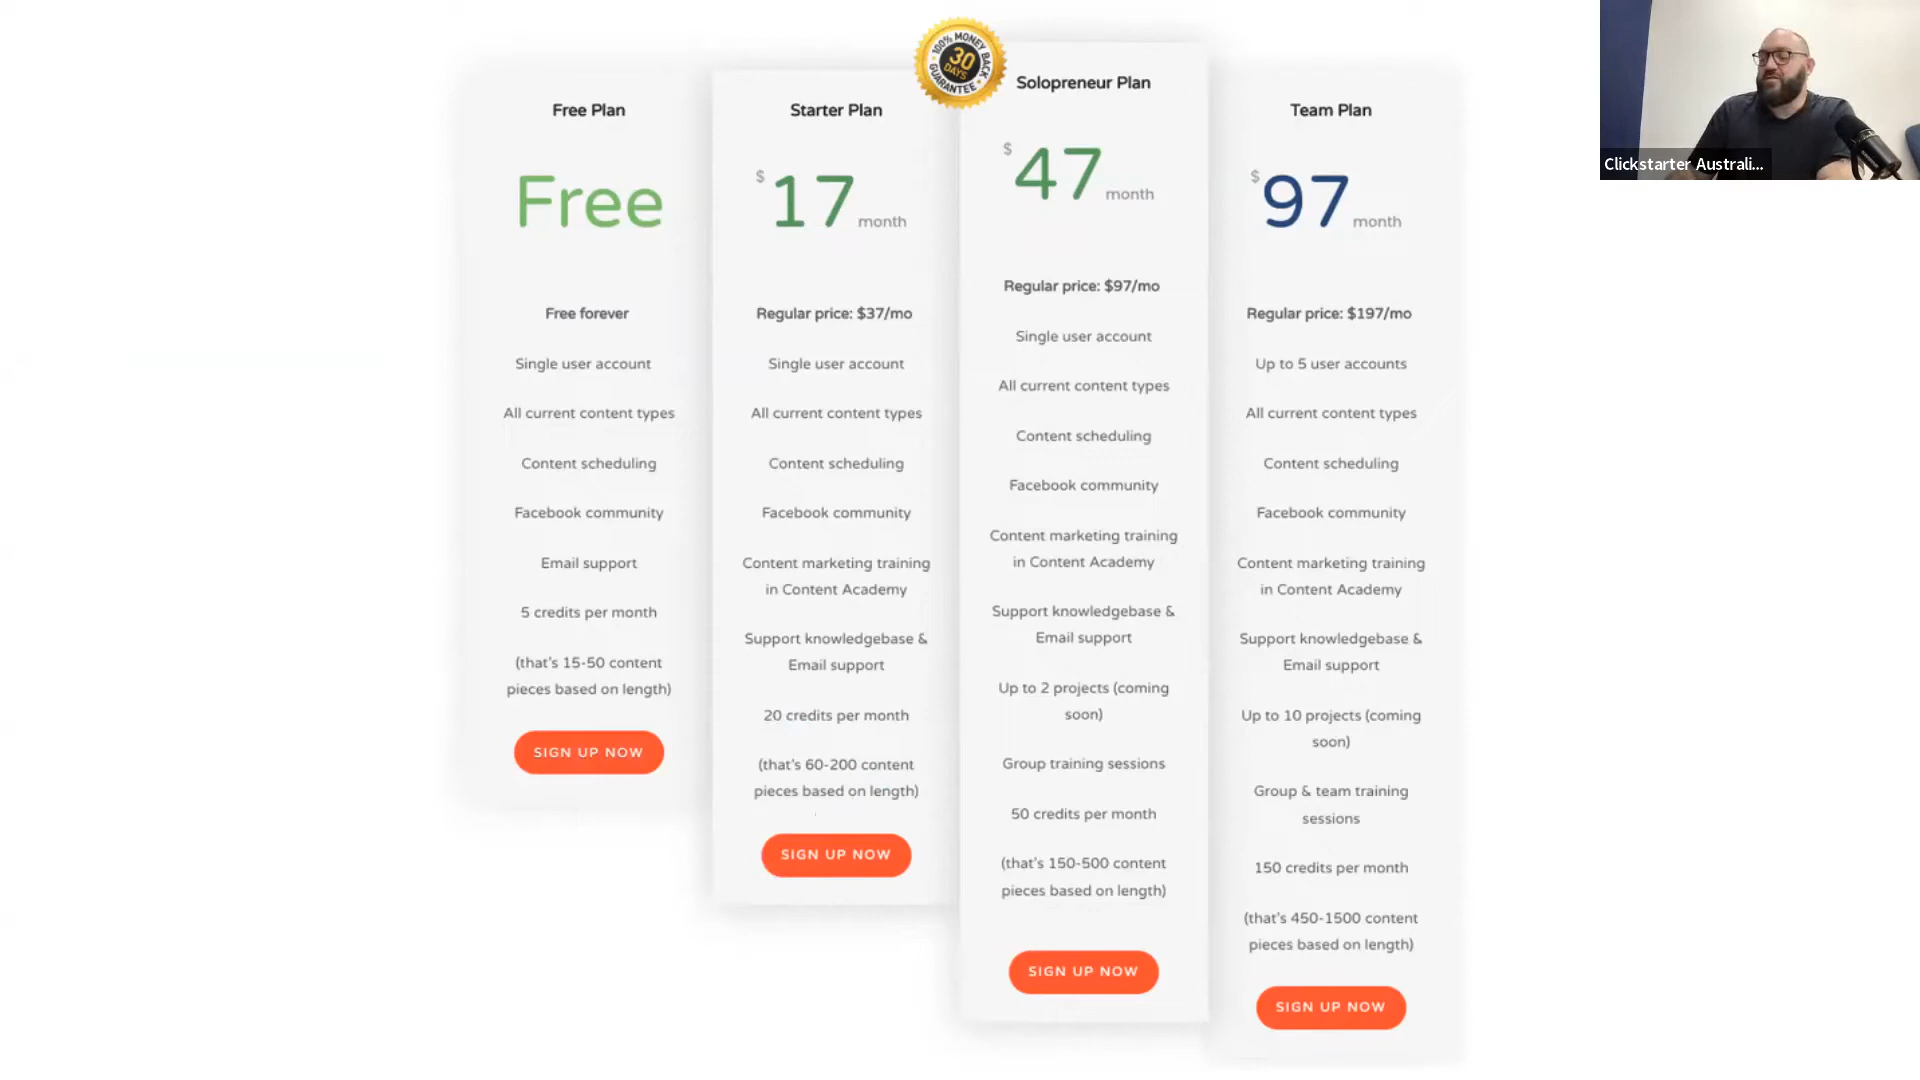 Free Plan
Free
Free forever
Single user account
All current content types
Content scheduling
Facebook community
Email support
5 credits per month
(that's 15-50 content
pieces based on length)
SIGN UP NOW
Starter Plan
$17 month
Regular price: $37/mo
Single user account
All current content types
Content scheduling
Facebook community
Content marketing training
in Content Academy
Support knowledgebase &
Email support
20 credits per month
(that's 60-200 content
pieces based on length)
SIGN UP NOW
100% MONEY BACK
30
DAYS
GUARANTEE
Solopreneur Plan
$47 month
Regular price: $97/mo
Single user account
All current content types
Content scheduling
Facebook community
Content marketing training
in Content Academy
Support knowledgebase &
Email support
Up to 2 projects (coming
soon)
Group training sessions
50 credits per month
(that's 150-500 content
pieces based on length)
SIGN UP NOW
Team Plan
$97 month
Regular price: $197/mo
Up to 5 user accounts
All current content types
Content scheduling
Facebook community
Content marketing training
in Content Academy
Support knowledgebase &
Email support
Up to 10 projects (coming
soon)
Group & team training
sessions
150 credits per month
(that's 450-1500 content
pieces based on length)
SIGN UP NOW
Clickstarter Australi...